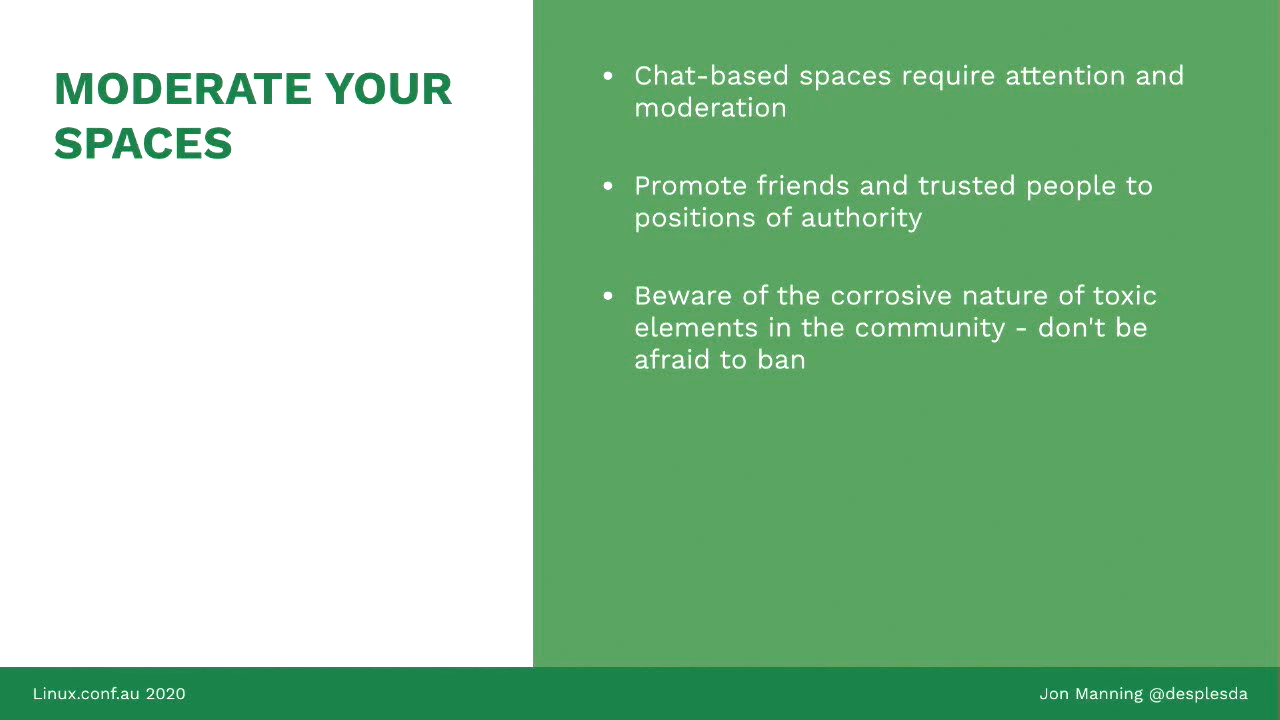 MODERATE YOUR
SPACES
• Chat-based spaces require attention and
moderation
• Promote friends and trusted people to
positions of authority
• Beware of the corrosive nature of toxic
elements in the community - don't be
afraid to ban
Linux.conf.au 2020
Jon Manning @desplesda